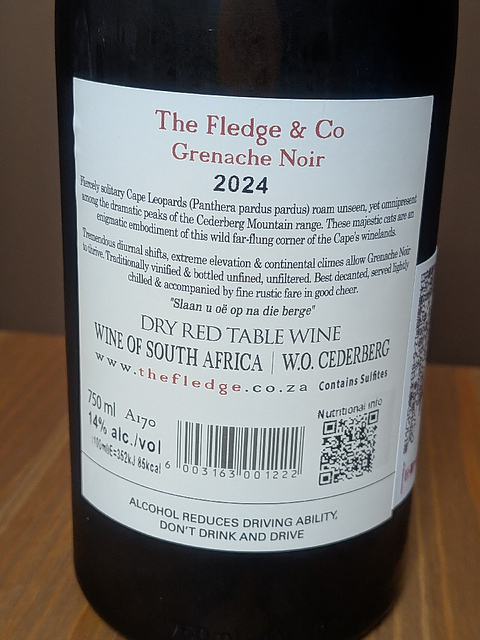 The Fledge & Co
Grenache Noir
2024
Fiercely solitary Cape Leopards (Panthera pardus pardus) roam unseen, yet omnipresent
among the dramatic peaks of the Cederberg Mountain range. These majestic cats are an
enigmatic embodiment of this wild far-flung corner of the Cape's winelands.
Tremendous diurnal shifts, extreme elevation & continental climes allow Grenache Noir
to thrive. Traditionally vinified & bottled unfined, unfiltered. Best decanted, served lightly
chilled & accompanied by fine rustic fare in good cheer.
"Slaan u oë op na die berge"
DRY RED TABLE WINE
WINE OF SOUTH AFRICA | W.O. CEDERBERG
www.thefledge.co.za Contains Sulfites
750 ml A170
14% alc./vol
100ml:E=352kJ 85kcal
Nutritional info
6 003163 001222
ALCOHOL REDUCES DRIVING ABILITY,
DON'T DRINK AND DRIVE